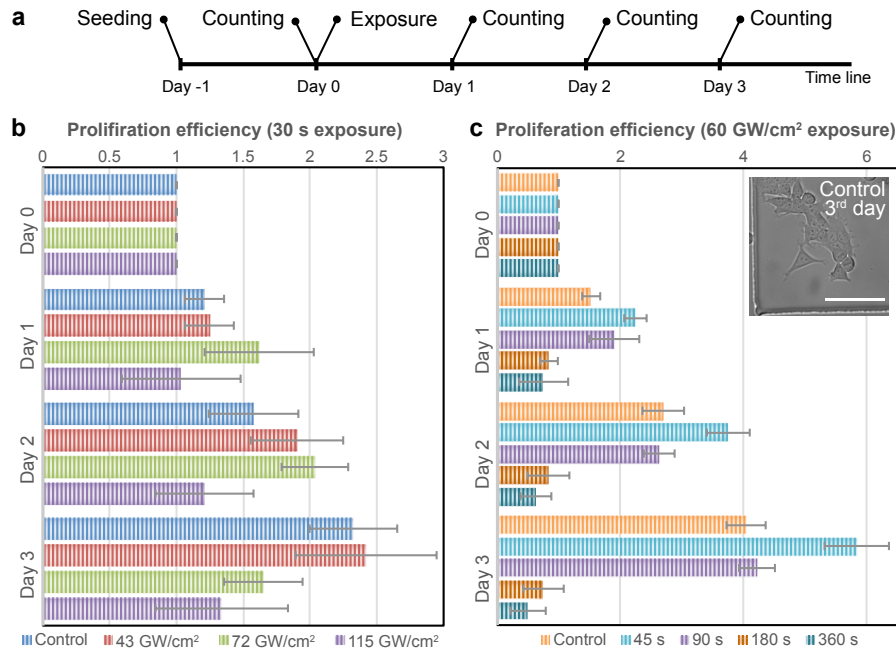 a
Seeding Counting Exposure Counting Counting Counting
Day -1 Day 0 Day 1 Day 2 Day 3 Time line
b Prolifiration efficiency (30 s exposure)
0 0.5 1 1.5 2 2.5 3
Day 0
Day 1
Day 2
Day 3
Control 43 GW/cm² 72 GW/cm² 115 GW/cm²
c Proliferation efficiency (60 GW/cm² exposure)
0 2 4 6
Control
3rd day
Day 0
Day 1
Day 2
Day 3
Control 45 s 90 s 180 s 360 s